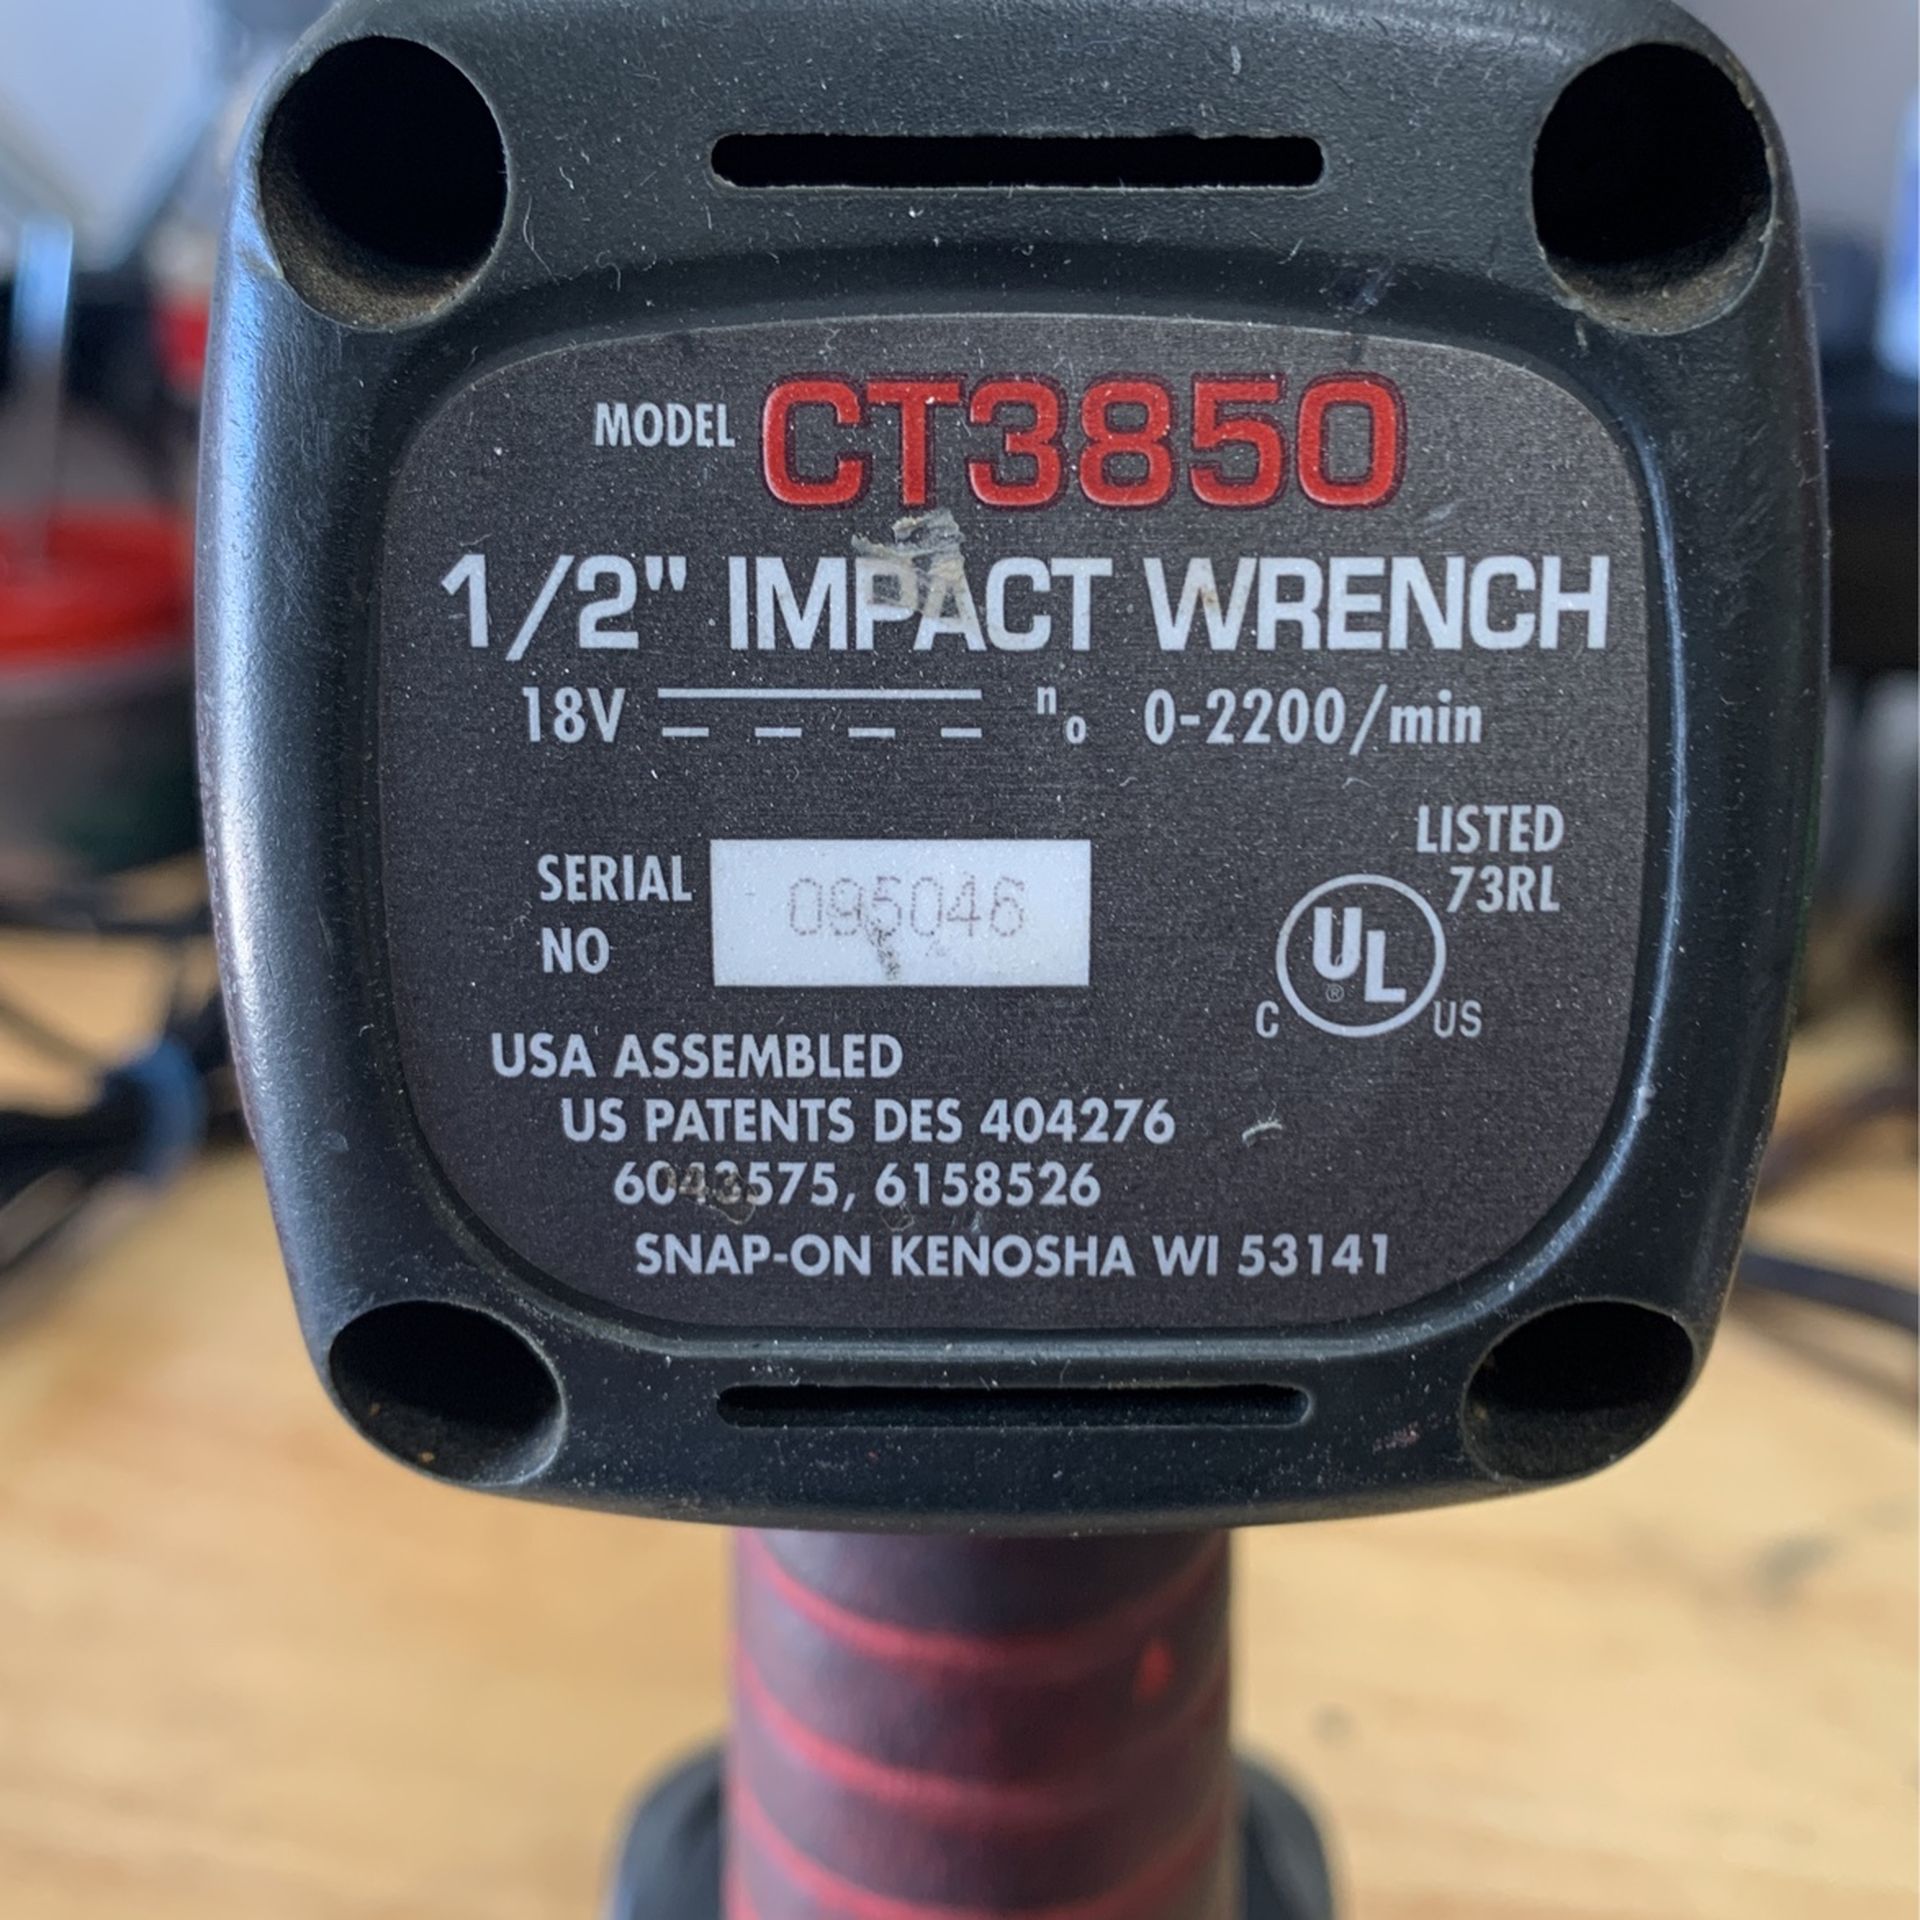 MODEL CT3850
1/2" IMPACT WRENCH
18V no 0-2200/min
SERIAL NO 095046
LISTED
73RL
C UL® US
USA ASSEMBLED
US PATENTS DES 404276
6043575, 6158526
SNAP-ON KENOSHA WI 53141